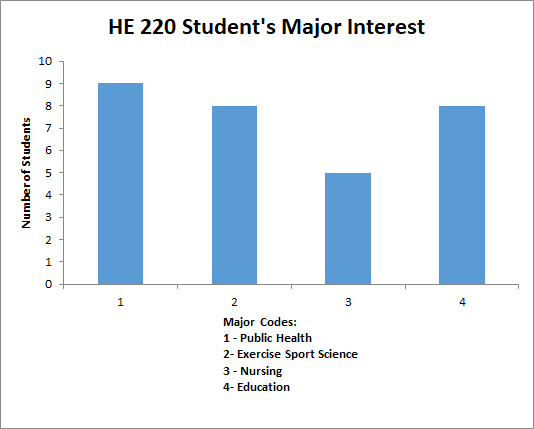 HE 220 Student's Major Interest
10
9
8
7
6
5
4
3
2
1
0
Number of Students
1 2 3 4
Major Codes:
1 - Public Health
2- Exercise Sport Science
3 - Nursing
4- Education